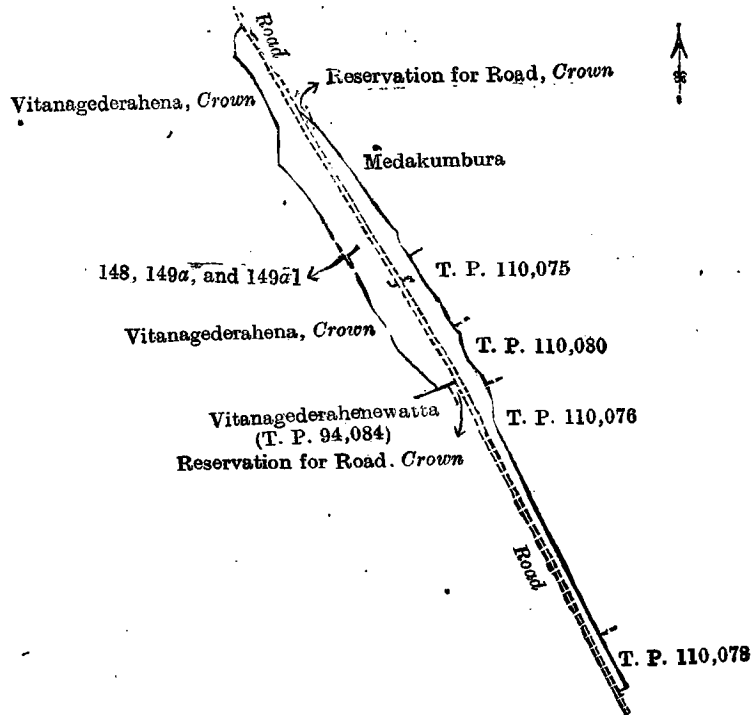 Road
Reservation for Road, Crown
Vitanagederahena, Crown
Medakumbura
148, 149a, and 149a1
T. P. 110,075
Vitanagederahena, Crown
T. P. 110,080
Vitanagederahenewatta
(T. P. 94,084)
T. P. 110,076
Reservation for Road. Crown
Road
T. P. 110,078